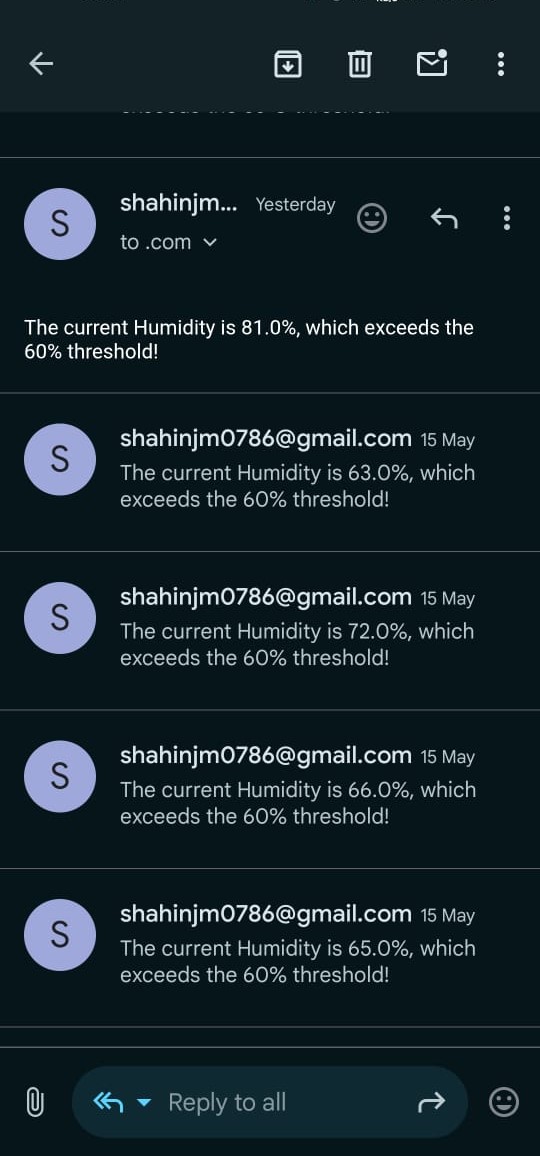 shahinjm... Yesterday
to .com
The current Humidity is 81.0%, which exceeds the
60% threshold!
S
shahinjm0786@gmail.com 15 May
The current Humidity is 63.0%, which
exceeds the 60% threshold!
S
shahinjm0786@gmail.com 15 May
The current Humidity is 72.0%, which
exceeds the 60% threshold!
S
shahinjm0786@gmail.com 15 May
The current Humidity is 66.0%, which
exceeds the 60% threshold!
S
shahinjm0786@gmail.com 15 May
The current Humidity is 65.0%, which
exceeds the 60% threshold!
S
Reply to all